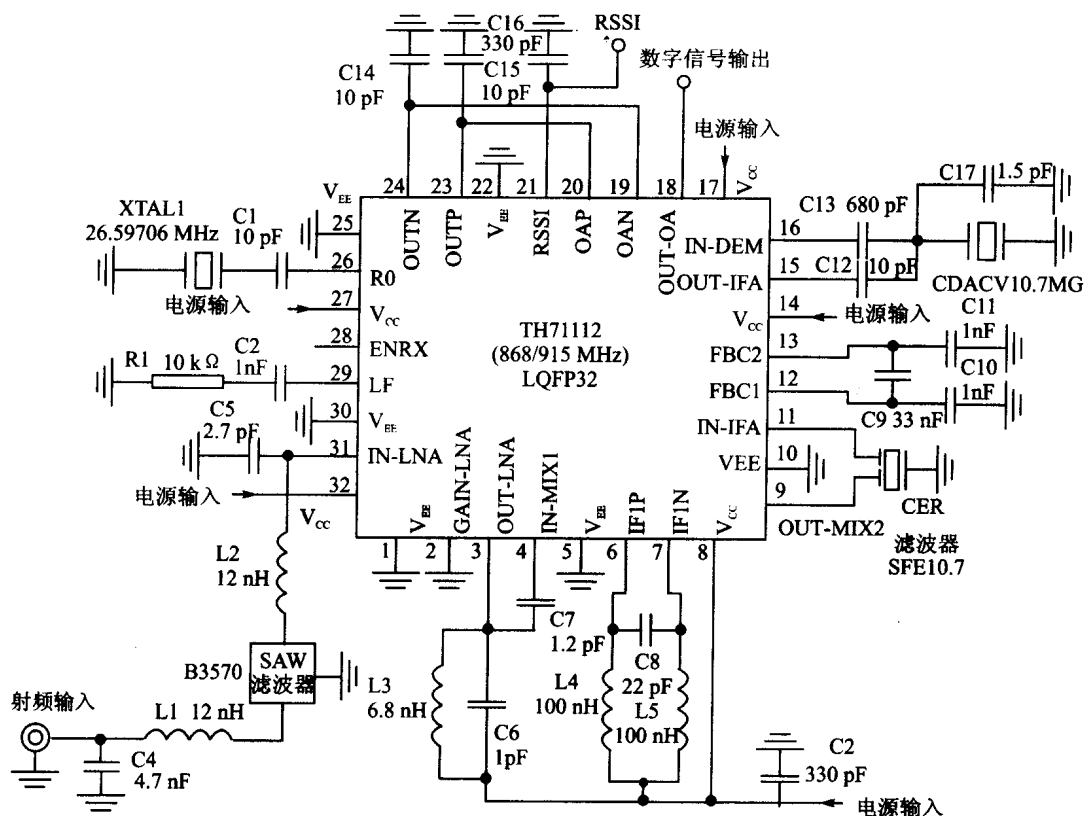 C16
330 pF
RSSI
C14
10 pF
C15
10 pF
数字信号输出
电源输入
V_EE
24
23
22
21
20
19
18
17
V_CC
C17
1.5 pF
XTAL1
26.59706 MHz
C1
10 pF
25
26
电源输入
27
28
R1
10 kΩ
C2
1nF
29
30
C5
2.7 pF
31
电源输入
32
V_CC
OUTN
OUTP
V_EE
RSSI
OAP
OAN
OUT-OA
R0
V_CC
ENRX
LF
V_EE
IN-LNA
TH71112
(868/915 MHz)
LQFP32
IN-DEM
OUT-IFA
V_CC
FBC2
FBC1
IN-IFA
VEE
C13 680 pF
16
15
C12
10 pF
CDACV10.7MG
14
电源输入
C11
1nF
13
C10
1nF
12
C9 33 nF
11
10
9
CER
OUT-MIX2
滤波器
SFE10.7
V_EE
GAIN-LNA
OUT-LNA
IN-MIX1
V_EE
IF1P
IF1N
V_CC
1
2
3
4
5
6
7
8
L2
12 nH
C7
1.2 pF
C8
22 pF
B3570
SAW
滤波器
L3
6.8 nH
L4
100 nH
L5
100 nH
射频输入
L1 12 nH
C4
4.7 nF
C6
1pF
C2
330 pF
电源输入